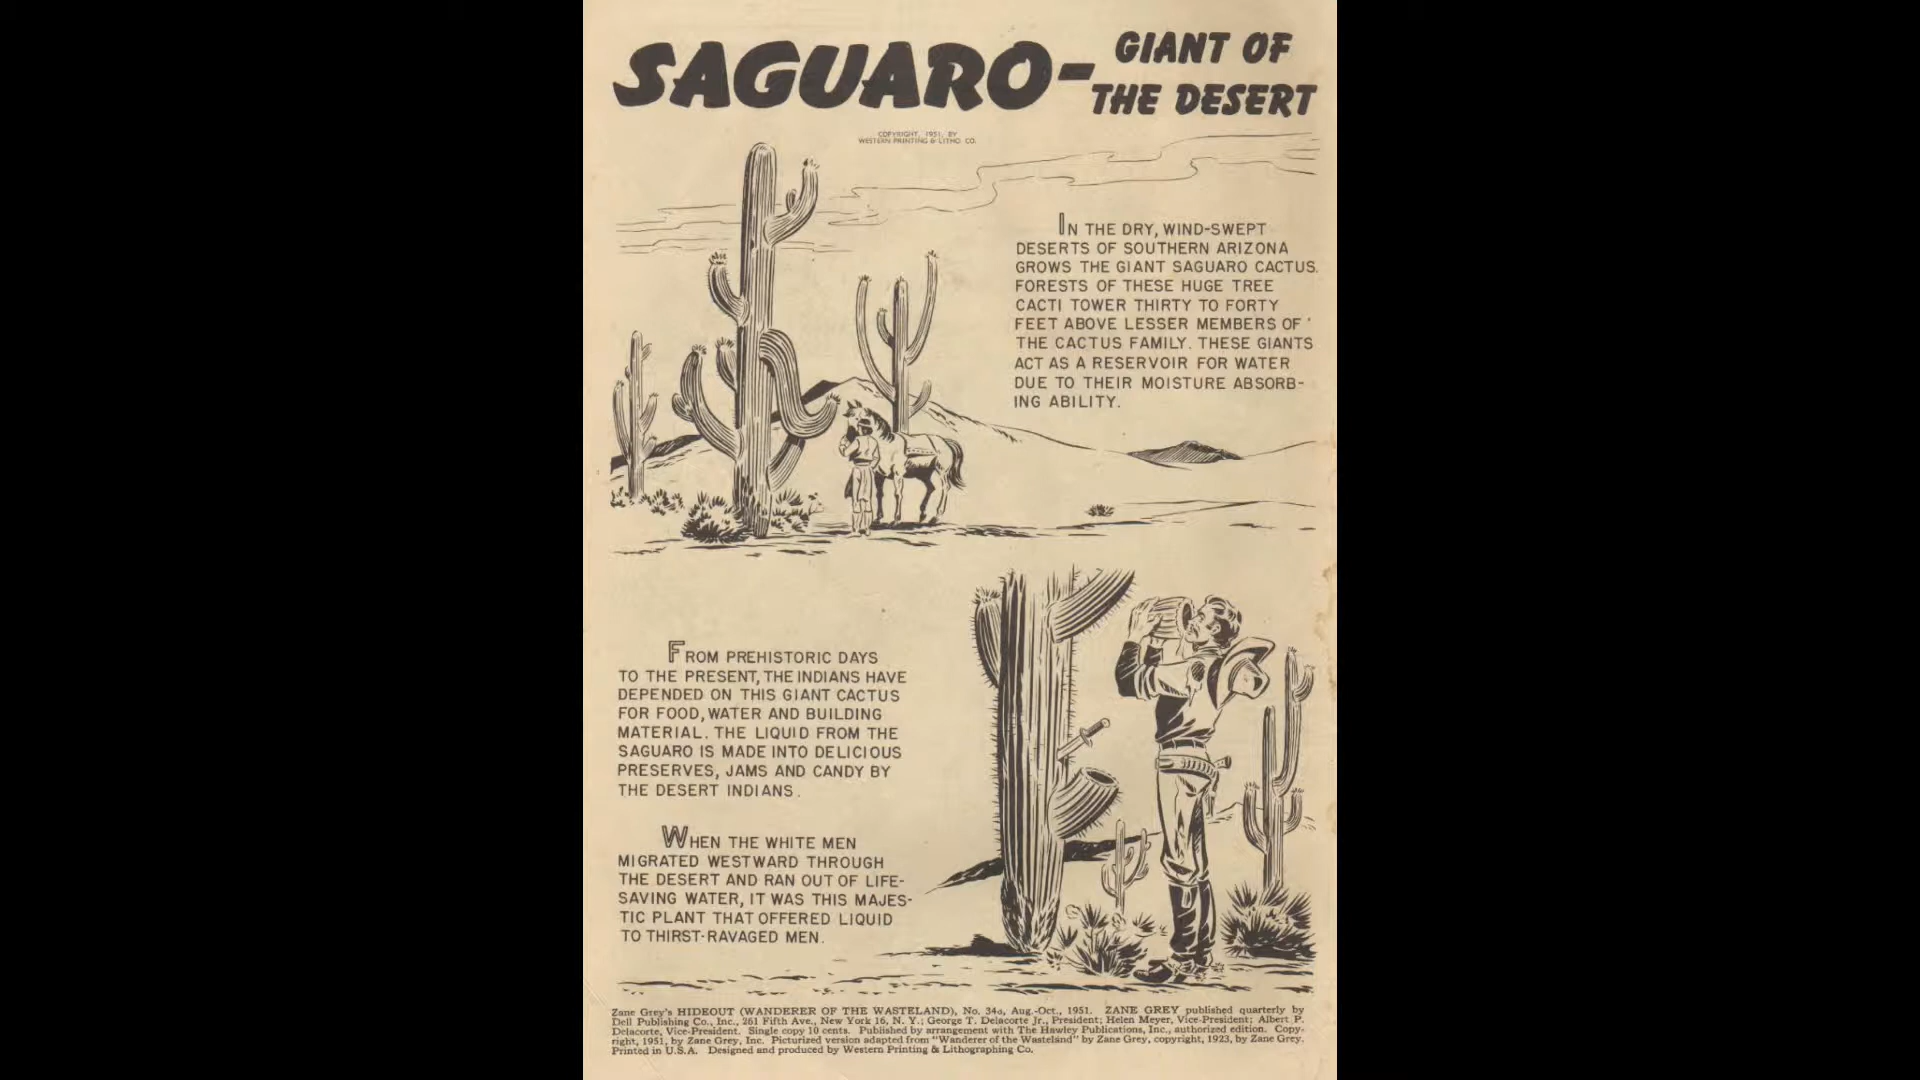 SAGUARO-
GIANT OF
THE DESERT
COPYRIGHT, 1951, BY
WESTERN PRINTING & LITHO. CO.
IN THE DRY, WIND-SWEPT
DESERTS OF SOUTHERN ARIZONA
GROWS THE GIANT SAGUARO CACTUS.
FORESTS OF THESE HUGE TREE
CACTI TOWER THIRTY TO FORTY
FEET ABOVE LESSER MEMBERS OF
THE CACTUS FAMILY. THESE GIANTS
ACT AS A RESERVOIR FOR WATER
DUE TO THEIR MOISTURE ABSORB-
ING ABILITY.
FROM PREHISTORIC DAYS
TO THE PRESENT, THE INDIANS HAVE
DEPENDED ON THIS GIANT CACTUS
FOR FOOD, WATER AND BUILDING
MATERIAL. THE LIQUID FROM THE
SAGUARO IS MADE INTO DELICIOUS
PRESERVES, JAMS AND CANDY BY
THE DESERT INDIANS.
WHEN THE WHITE MEN
MIGRATED WESTWARD THROUGH
THE DESERT AND RAN OUT OF LIFE-
SAVING WATER, IT WAS THIS MAJES-
TIC PLANT THAT OFFERED LIQUID
TO THIRST-RAVAGED MEN.
Zane Grey's HIDEOUT (WANDERER OF THE WASTELAND), No. 34a, Aug.-Oct., 1951. ZANE GREY published quarterly by
Dell Publishing Co., Inc., 261 Fifth Ave., New York 16, N. Y.; George T. Delacorte Jr., President; Helen Meyer, Vice-President; Albert P.
Delacorte, Vice-President. Single copy 10 cents. Published by arrangement with The Hawley Publications, Inc., authorized edition. Copy-
right, 1951, by Zane Grey, Inc. Picturized version adapted from "Wanderer of the Wasteland" by Zane Grey, copyright, 1923, by Zane Grey.
Printed in U.S.A. Designed and produced by Western Printing & Lithographing Co.